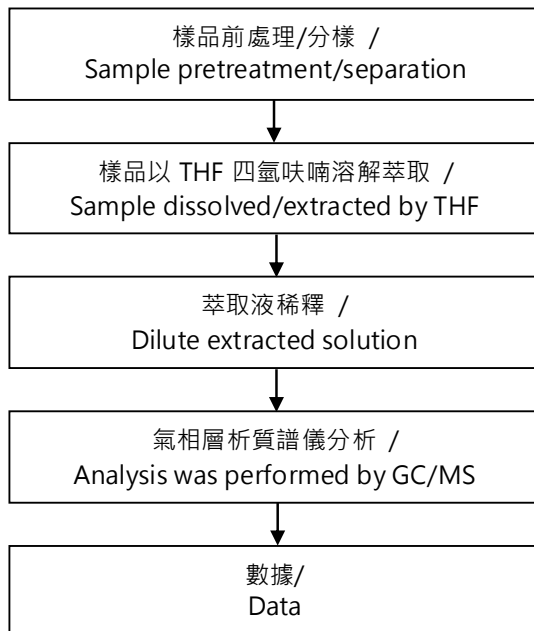 樣品前處理/分樣 /
Sample pretreatment/separation
樣品以 THF 四氫呋喃溶解萃取 /
Sample dissolved/extracted by THF
萃取液稀釋 /
Dilute extracted solution
氣相層析質譜儀分析 /
Analysis was performed by GC/MS
數據/
Data